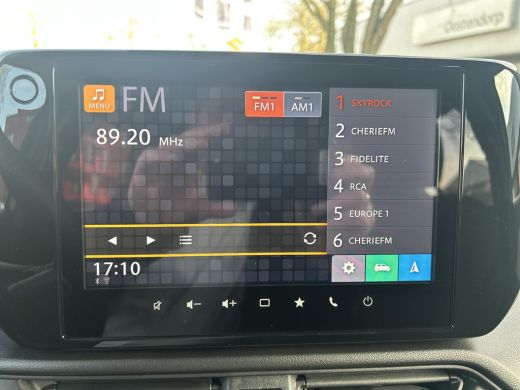 Oostendorp
MENU
FM
FM1
AM1
89.20 MHz
1 SKYROCK
2 CHERIEFM
3 FIDELITE
4 RCA
5 EUROPE 1
6 CHERIEFM
17:10